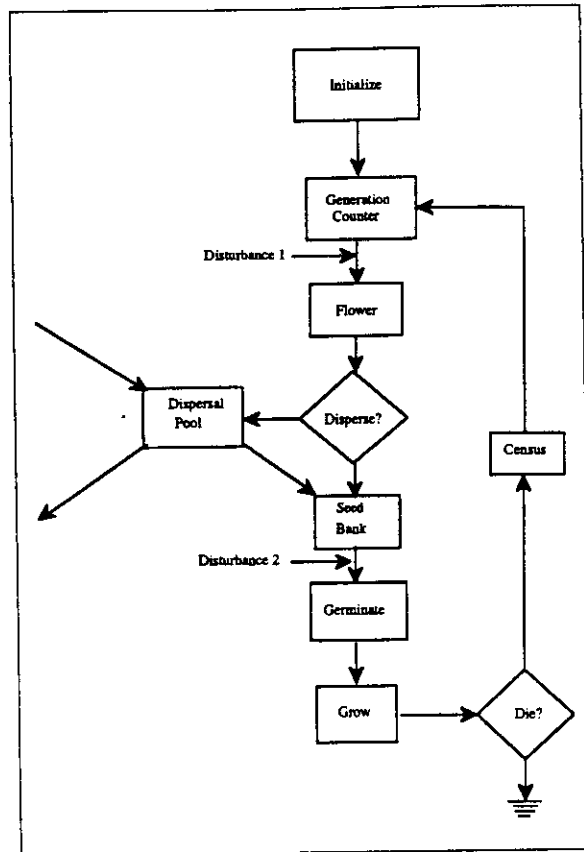 Initialize
Generation
Counter
Disturbance 1
Flower
Dispersal
Pool
Disperse?
Census
Seed
Bank
Disturbance 2
Germinate
Grow
Die?